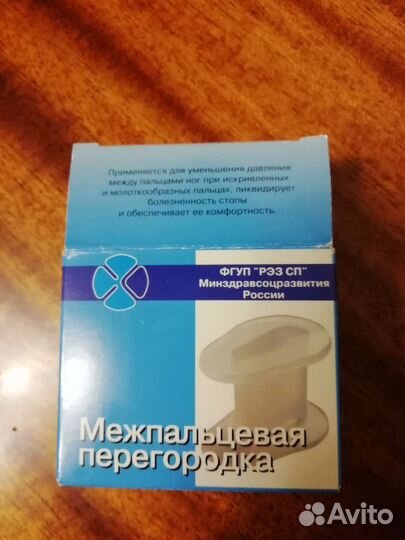 Применяется для уменьшения давления
между пальцами ног при искривленных
и молоткообразных пальцах, ликвидирует
болезненность стопы
и обеспечивает ее комфортность.
ФГУП "РЭЗ СП"
Минздравсоцразвития
России
Межпальцевая
перегородка
Avito